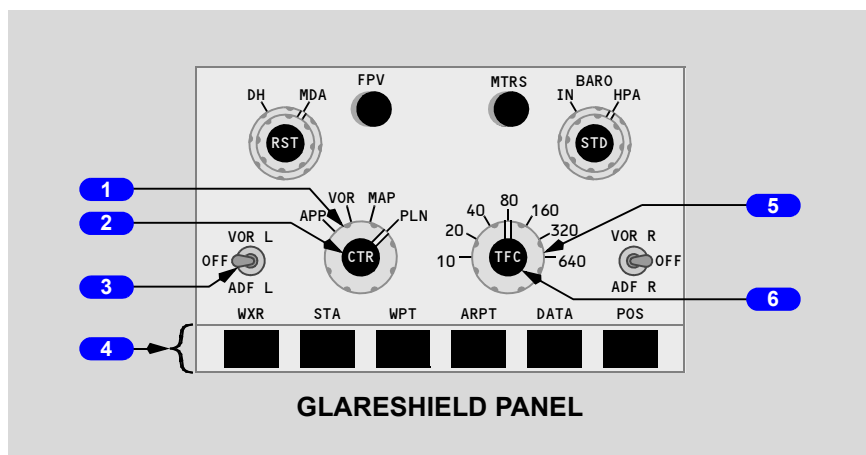 FPV
MTRS
BARO
DH
MDA
IN
HPA
RST
STD
1
VOR
MAP
80
5
2
APP
PLN
40
160
20
320
VOR L
VOR R
OFF
CTR
10
TFC
640
OFF
3
ADF L
ADF R
6
WXR STA WPT ARPT DATA POS
4
GLARESHIELD PANEL